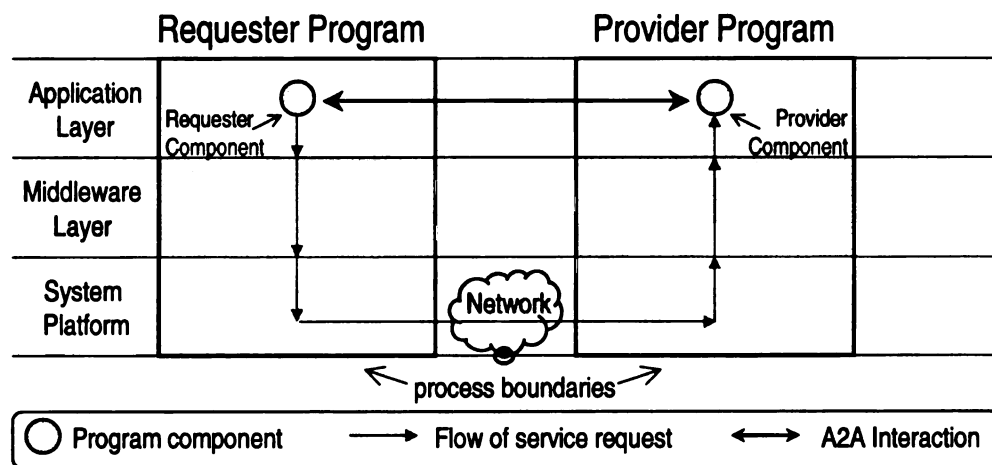 Requester Program
Provider Program
Application
Layer
Requester
Component
Provider
Component
Middleware
Layer
System
Platform
Network
process boundaries
Program component
Flow of service request
A2A Interaction